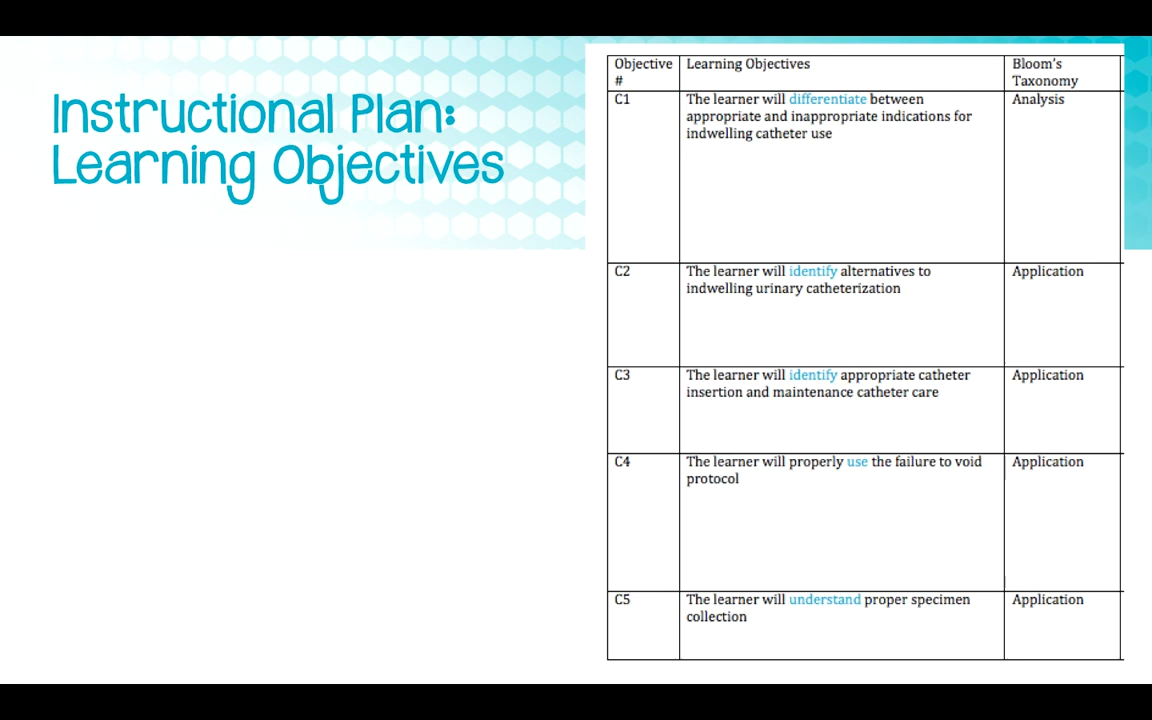 Instructional Plan:
Learning Objectives
Objective # Learning Objectives Bloom's Taxonomy
C1 The learner will differentiate between Analysis
appropriate and inappropriate indications for
indwelling catheter use
C2 The learner will identify alternatives to Application
indwelling urinary catheterization
C3 The learner will identify appropriate catheter Application
insertion and maintenance catheter care
C4 The learner will properly use the failure to void Application
protocol
C5 The learner will understand proper specimen Application
collection